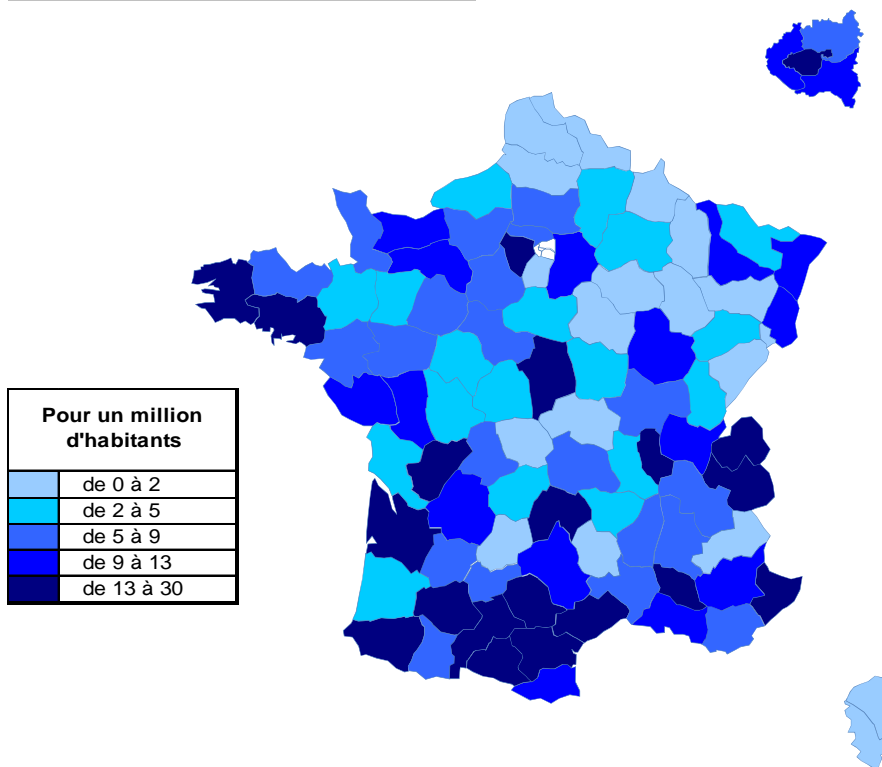 Pour un million
d'habitants
de 0 à 2
de 2 à 5
de 5 à 9
de 9 à 13
de 13 à 30